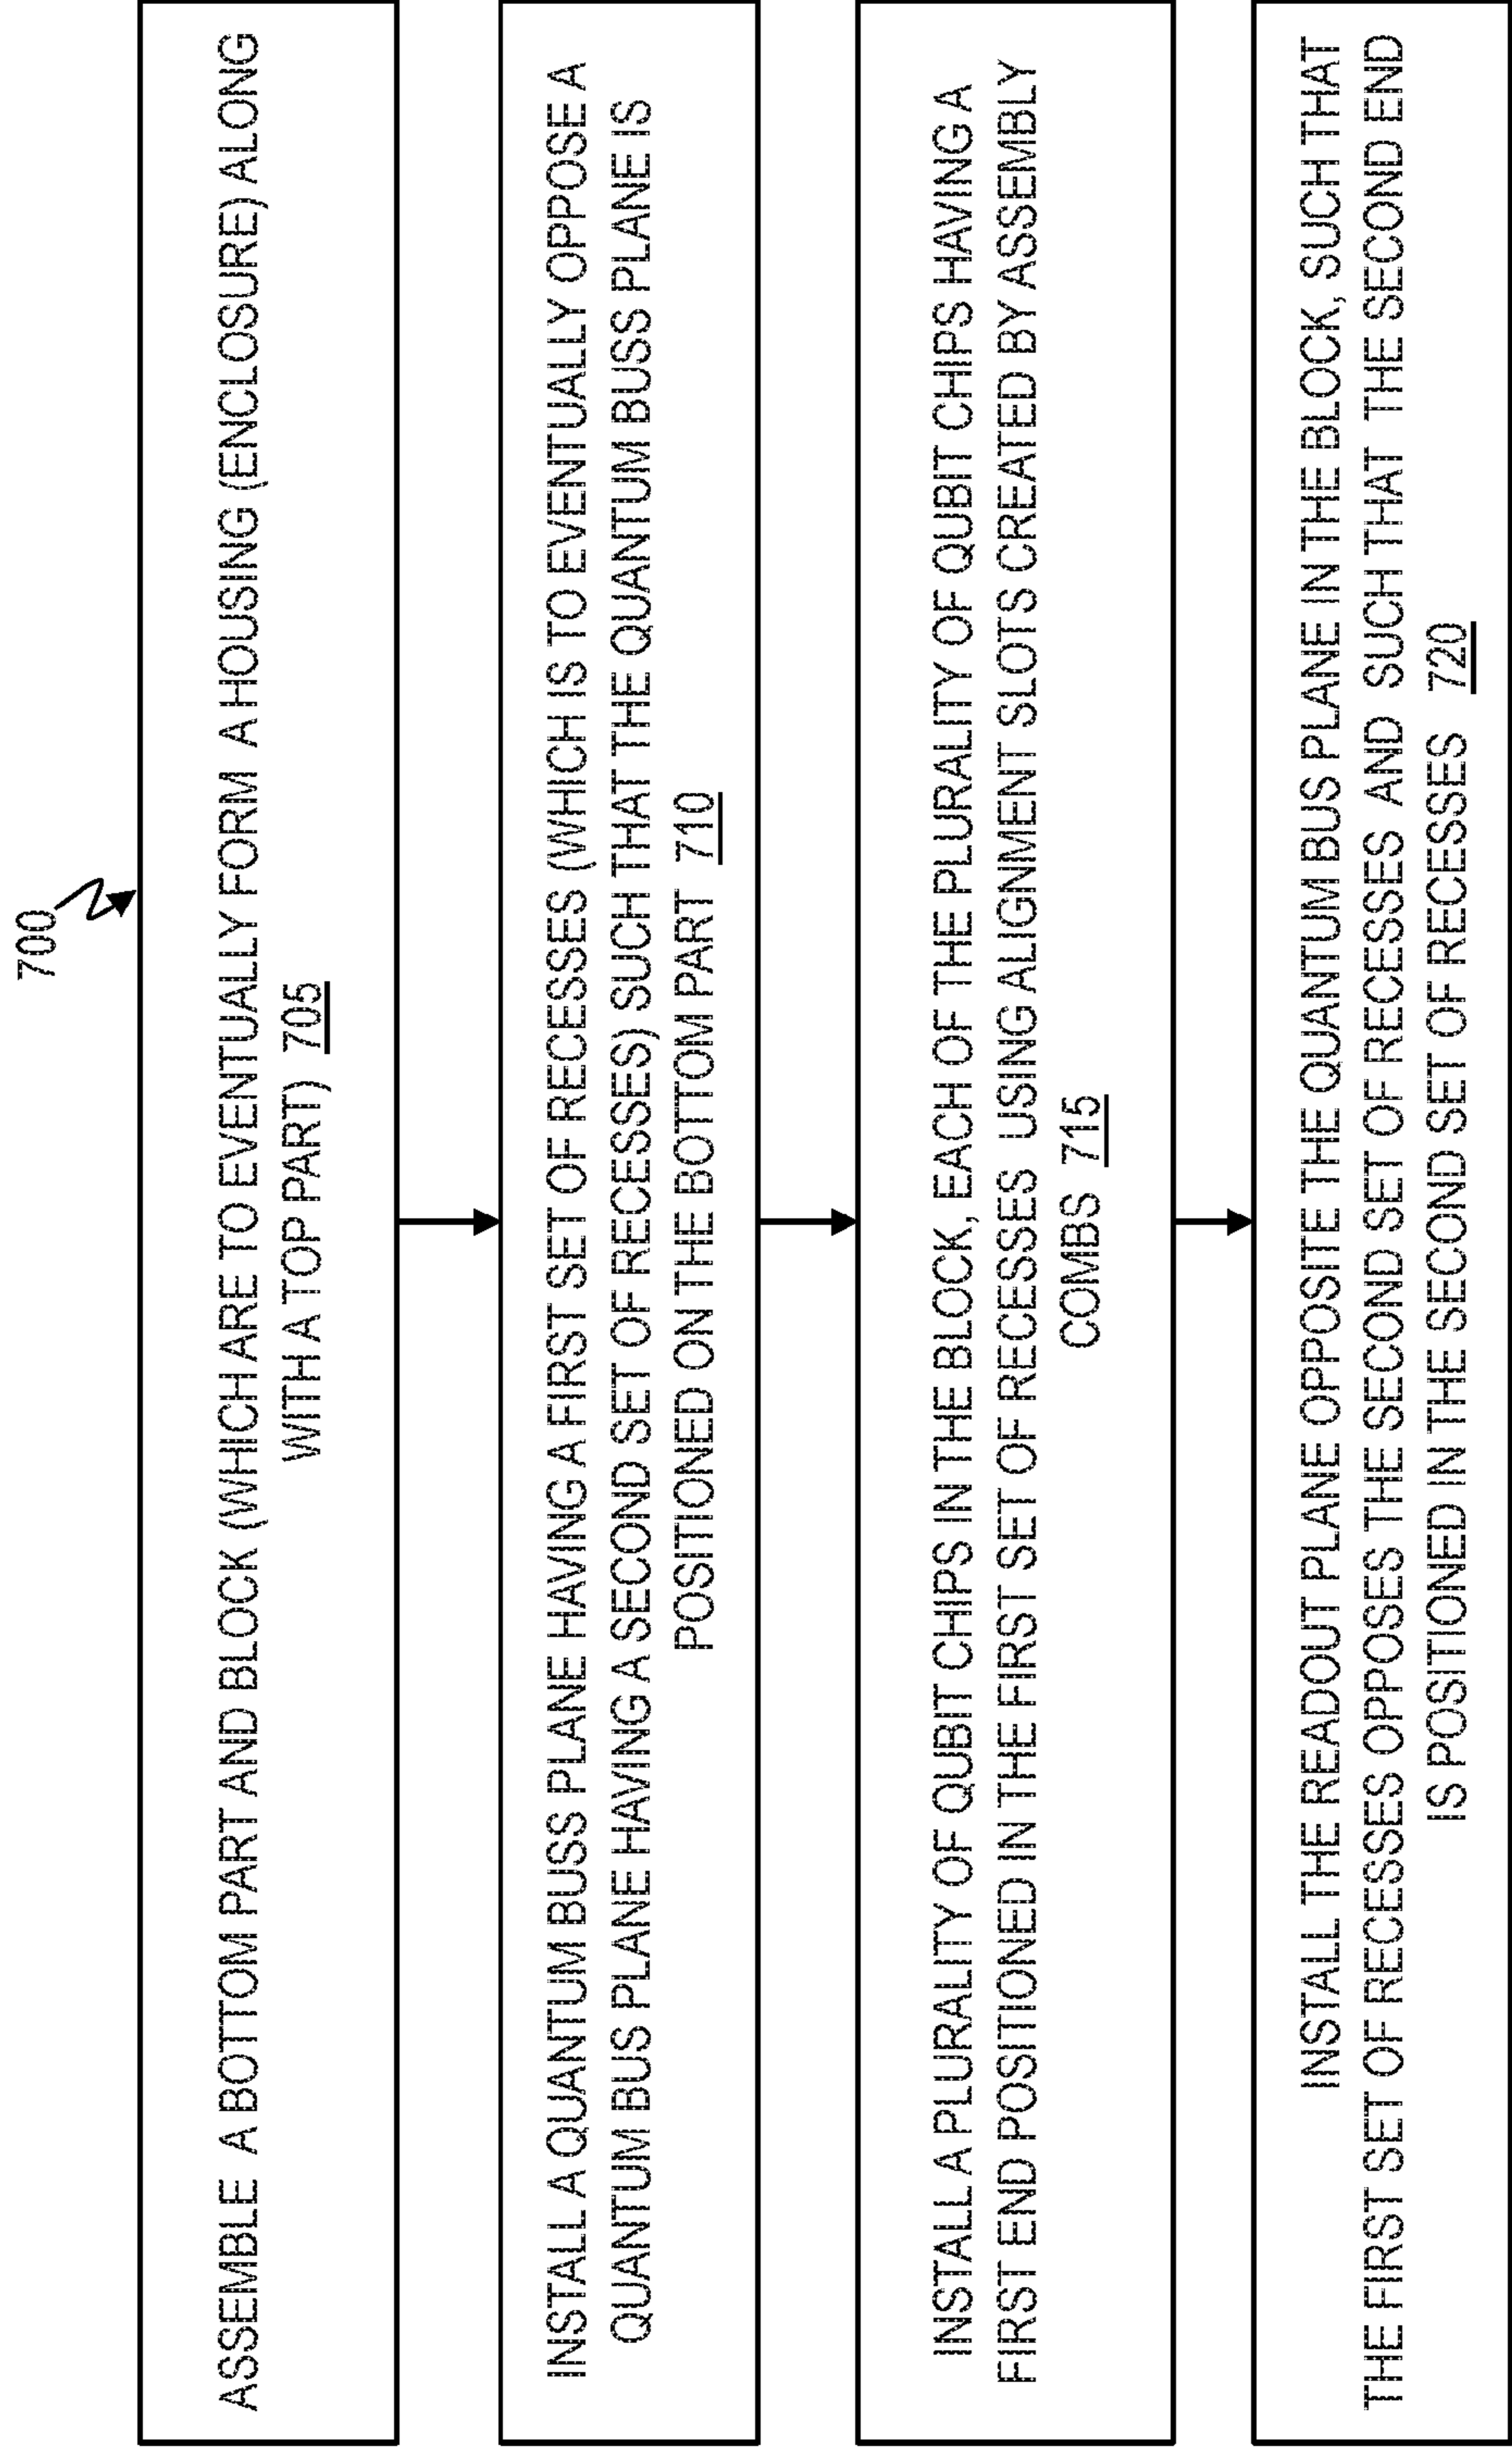 700
ASSEMBLE A BOTTOM PART AND BLOCK (WHICH ARE TO EVENTUALLY FORM A HOUSING (ENCLOSURE) ALONG
WITH A TOP PART) 705
INSTALL A QUANTUM BUSS PLANE HAVING A FIRST SET OF RECESSES (WHICH IS TO EVENTUALLY OPPOSE A
QUANTUM BUS PLANE HAVING A SECOND SET OF RECESSES) SUCH THAT THE QUANTUM BUSS PLANE IS
POSITIONED ON THE BOTTOM PART 710
INSTALL A PLURALITY OF QUBIT CHIPS IN THE BLOCK, EACH OF THE PLURALITY OF QUBIT CHIPS HAVING A
FIRST END POSITIONED IN THE FIRST SET OF RECESSES USING ALIGNMENT SLOTS CREATED BY ASSEMBLY
COMBS 715
INSTALL THE READOUT PLANE OPPOSITE THE QUANTUM BUS PLANE IN THE BLOCK, SUCH THAT
THE FIRST SET OF RECESSES OPPOSES THE SECOND SET OF RECESSES AND SUCH THAT THE SECOND END
IS POSITIONED IN THE SECOND SET OF RECESSES 720